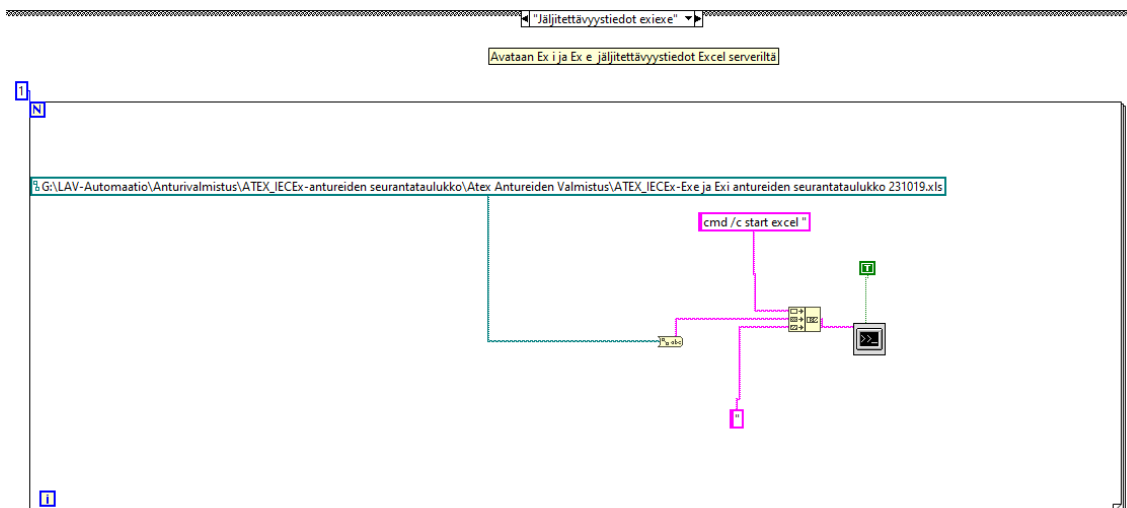 "Jäljitettävyystiedot exiexe"
Avataan Ex i ja Ex e jäljitettävyystiedot Excel serveriltä
1
N
G:\LAV-Automaatio\Anturivalmistus\ATEX_IECEx-antureiden seurantataulukko\Atex Antureiden Valmistus\ATEX_IECEx-Exe ja Exi antureiden seurantataulukko 231019.xls
cmd /c start excel "
T
abc
>>_
"
i